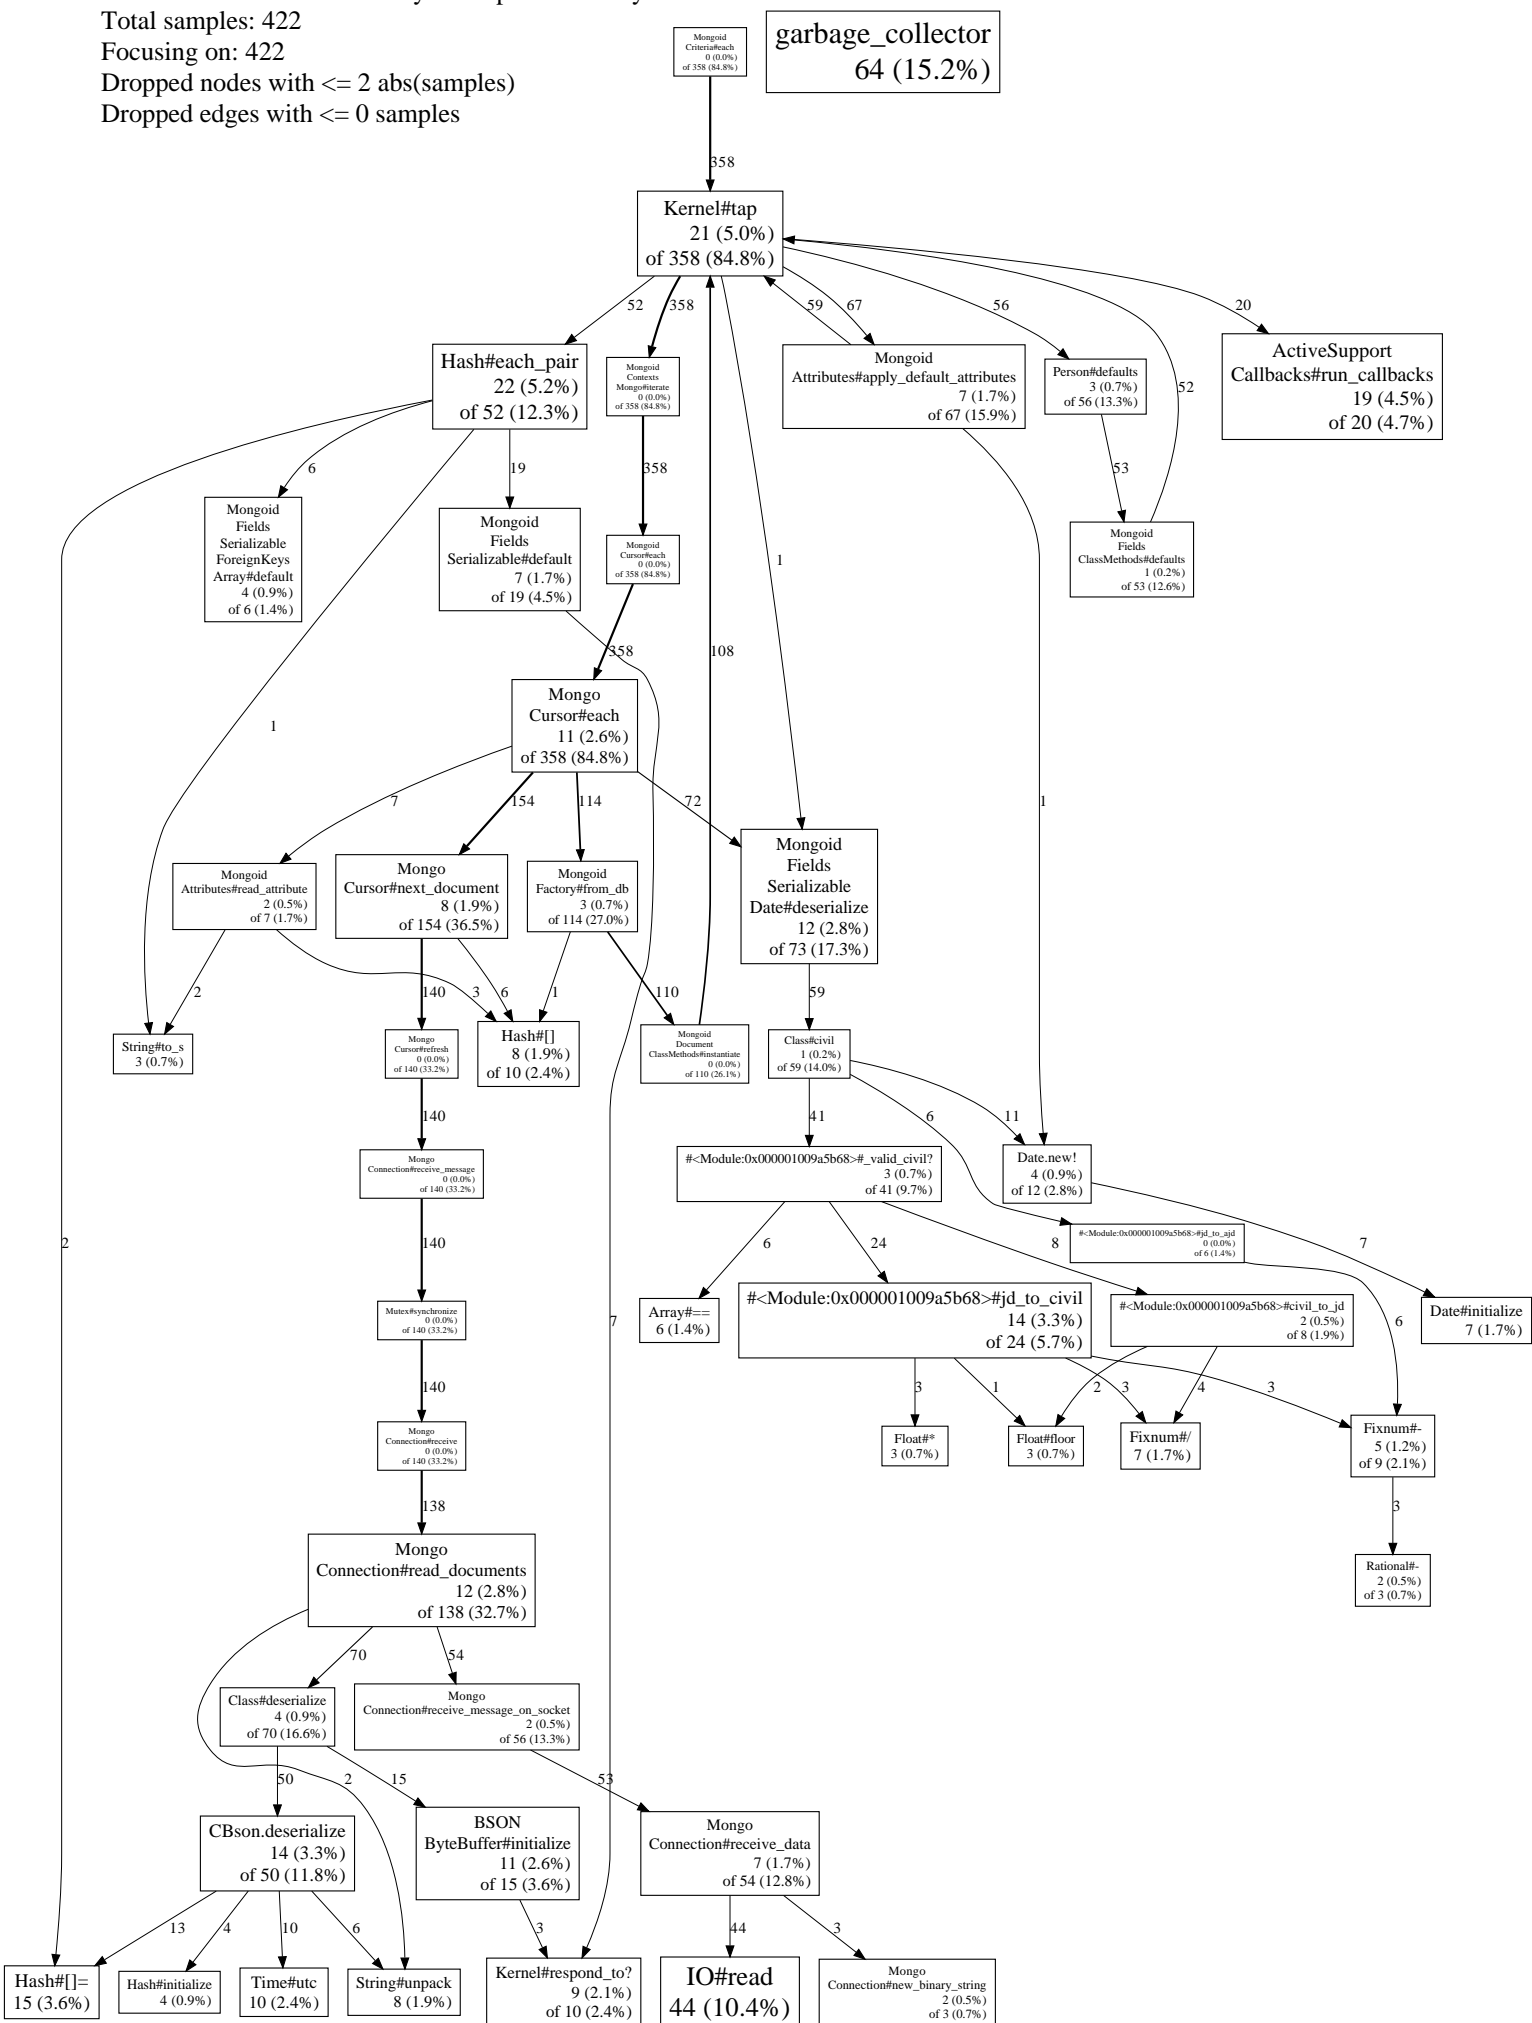 Total samples: 422
Focusing on: 422
Dropped nodes with <= 2 abs(samples)
Dropped edges with <= 0 samples
Mongoid
Criteria#each
0 (0.0%)
of 358 (84.8%)
garbage_collector
64 (15.2%)
358
Kernel#tap
21 (5.0%)
of 358 (84.8%)
52
358
59
67
56
20
Hash#each_pair
22 (5.2%)
of 52 (12.3%)
Mongoid
Contexts
Mongo#iterate
0 (0.0%)
of 358 (84.8%)
Mongoid
Attributes#apply_default_attributes
7 (1.7%)
of 67 (15.9%)
Person#defaults
3 (0.7%)
of 56 (13.3%)
52
ActiveSupport
Callbacks#run_callbacks
19 (4.5%)
of 20 (4.7%)
6
19
358
53
Mongoid
Fields
Serializable
ForeignKeys
Array#default
4 (0.9%)
of 6 (1.4%)
Mongoid
Fields
Serializable#default
7 (1.7%)
of 19 (4.5%)
Mongoid
Cursor#each
0 (0.0%)
of 358 (84.8%)
1
Mongoid
Fields
ClassMethods#defaults
1 (0.2%)
of 53 (12.6%)
358
108
1
Mongo
Cursor#each
11 (2.6%)
of 358 (84.8%)
7
154
114
72
1
Mongoid
Attributes#read_attribute
2 (0.5%)
of 7 (1.7%)
Mongo
Cursor#next_document
8 (1.9%)
of 154 (36.5%)
Mongoid
Factory#from_db
3 (0.7%)
of 114 (27.0%)
Mongoid
Fields
Serializable
Date#deserialize
12 (2.8%)
of 73 (17.3%)
2
140
3
6
1
110
59
String#to_s
3 (0.7%)
Mongo
Cursor#refresh
0 (0.0%)
of 140 (33.2%)
Hash#[]
8 (1.9%)
of 10 (2.4%)
Mongoid
Document
ClassMethods#instantiate
0 (0.0%)
of 110 (26.1%)
Class#civil
1 (0.2%)
of 59 (14.0%)
140
41
6
11
Mongo
Connection#receive_message
0 (0.0%)
of 140 (33.2%)
#<Module:0x000001009a5b68>#_valid_civil?
3 (0.7%)
of 41 (9.7%)
Date.new!
4 (0.9%)
of 12 (2.8%)
2
140
6
24
8
#<Module:0x000001009a5b68>#jd_to_ajd
0 (0.0%)
of 6 (1.4%)
7
Mutex#synchronize
0 (0.0%)
of 140 (33.2%)
7
Array#==
6 (1.4%)
#<Module:0x000001009a5b68>#jd_to_civil
14 (3.3%)
of 24 (5.7%)
#<Module:0x000001009a5b68>#civil_to_jd
2 (0.5%)
of 8 (1.9%)
6
Date#initialize
7 (1.7%)
140
3
1
2
3
4
3
Mongo
Connection#receive
0 (0.0%)
of 140 (33.2%)
Float#*
3 (0.7%)
Float#floor
3 (0.7%)
Fixnum#/
7 (1.7%)
Fixnum#-
5 (1.2%)
of 9 (2.1%)
138
3
Mongo
Connection#read_documents
12 (2.8%)
of 138 (32.7%)
Rational#-
2 (0.5%)
of 3 (0.7%)
70
54
Class#deserialize
4 (0.9%)
of 70 (16.6%)
Mongo
Connection#receive_message_on_socket
2 (0.5%)
of 56 (13.3%)
50
2
15
53
CBson.deserialize
14 (3.3%)
of 50 (11.8%)
BSON
ByteBuffer#initialize
11 (2.6%)
of 15 (3.6%)
Mongo
Connection#receive_data
7 (1.7%)
of 54 (12.8%)
13
4
10
6
3
44
3
Hash#[]=
15 (3.6%)
Hash#initialize
4 (0.9%)
Time#utc
10 (2.4%)
String#unpack
8 (1.9%)
Kernel#respond_to?
9 (2.1%)
of 10 (2.4%)
IO#read
44 (10.4%)
Mongo
Connection#new_binary_string
2 (0.5%)
of 3 (0.7%)